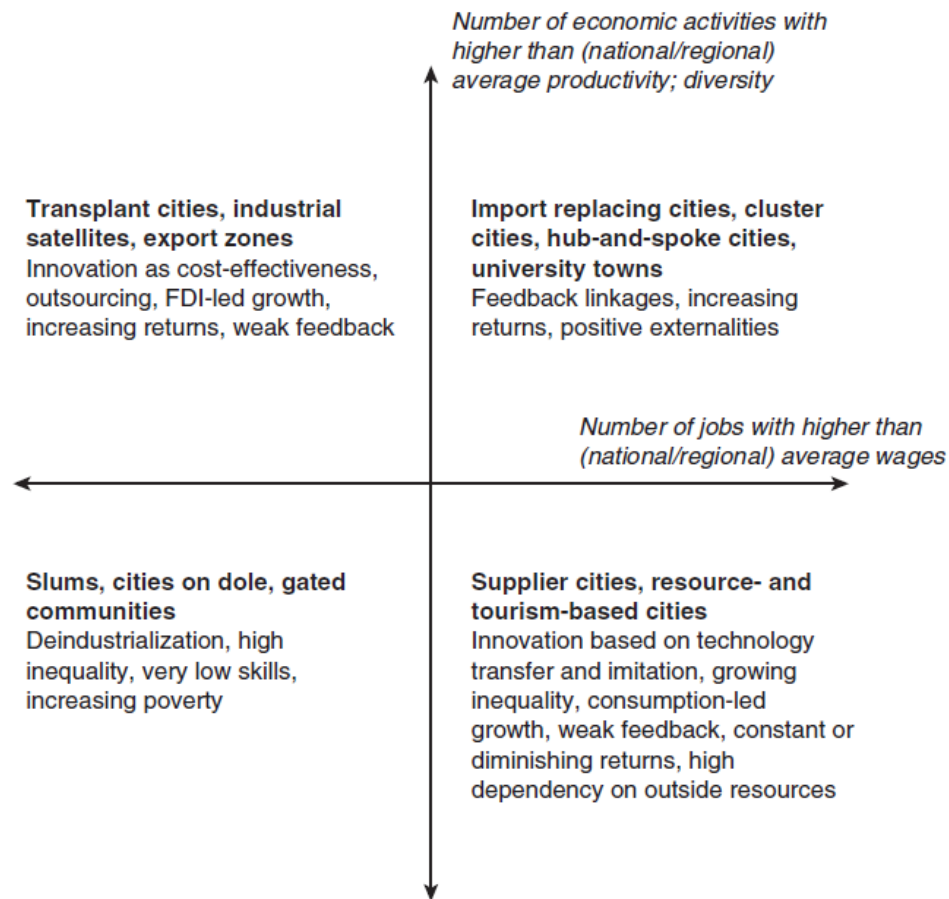 Number of economic activities with
higher than (national/regional)
average productivity; diversity
Transplant cities, industrial
satellites, export zones
Innovation as cost-effectiveness,
outsourcing, FDI-led growth,
increasing returns, weak feedback
Import replacing cities, cluster
cities, hub-and-spoke cities,
university towns
Feedback linkages, increasing
returns, positive externalities
Number of jobs with higher than
(national/regional) average wages
Slums, cities on dole, gated
communities
Deindustrialization, high
inequality, very low skills,
increasing poverty
Supplier cities, resource- and
tourism-based cities
Innovation based on technology
transfer and imitation, growing
inequality, consumption-led
growth, weak feedback, constant or
diminishing returns, high
dependency on outside resources